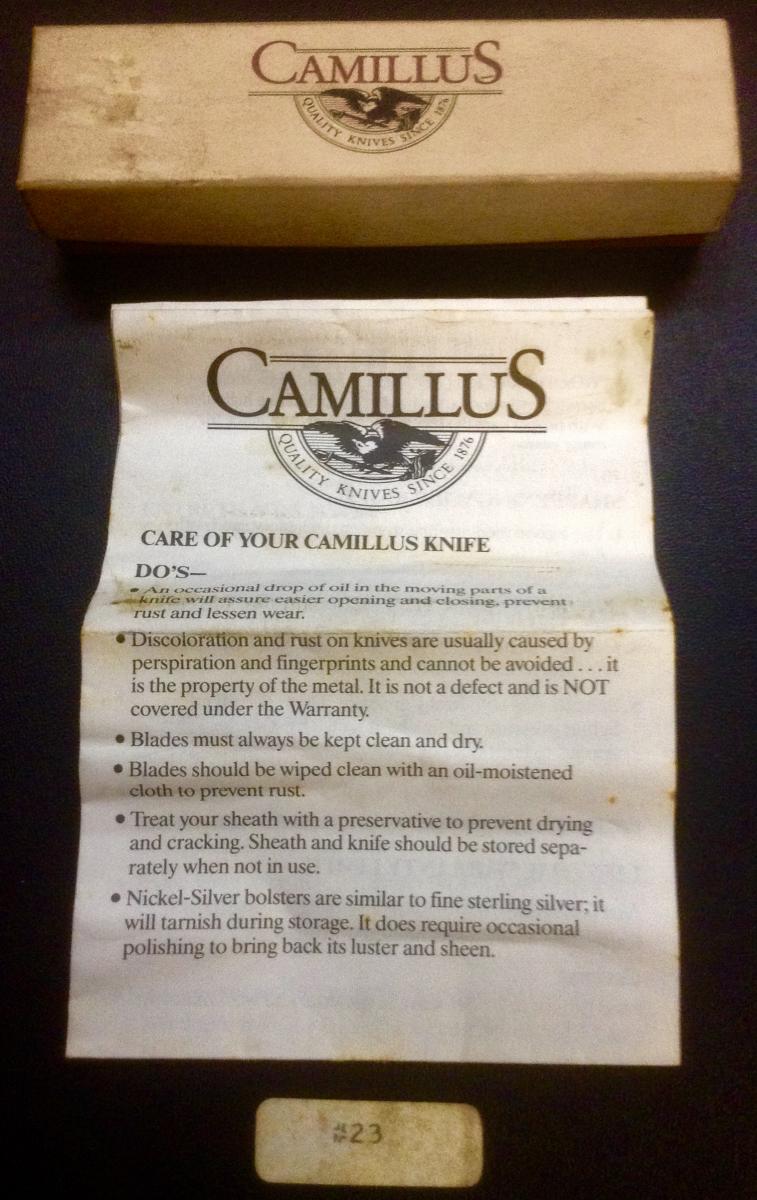 CAMILLUS
QUALITY KNIVES SINCE 1876
CAMILLUS
QUALITY KNIVES SINCE 1876
CARE OF YOUR CAMILLUS KNIFE
DO'S—
• An occasional drop of oil in the moving parts of a
knife will assure easier opening and closing, prevent
rust and lessen wear.
• Discoloration and rust on knives are usually caused by
perspiration and fingerprints and cannot be avoided . . . it
is the property of the metal. It is not a defect and is NOT
covered under the Warranty.
• Blades must always be kept clean and dry.
• Blades should be wiped clean with an oil-moistened
cloth to prevent rust.
• Treat your sheath with a preservative to prevent drying
and cracking. Sheath and knife should be stored sepa-
rately when not in use.
• Nickel-Silver bolsters are similar to fine sterling silver; it
will tarnish during storage. It does require occasional
polishing to bring back its luster and sheen.
#23